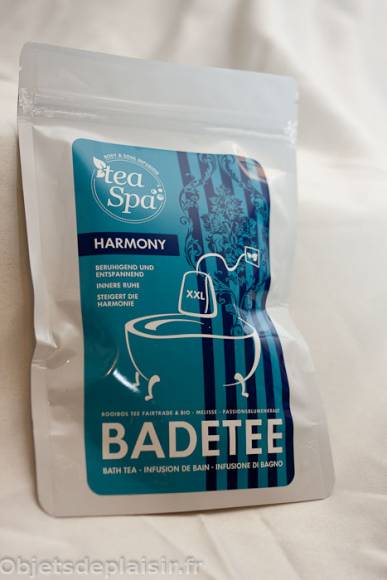 BODY & SOUL INFUSION
tea
Spa
HARMONY
BERUHIGEND UND
ENTSPANNEND
INNERE RUHE
STEIGERT DIE
HARMONIE
XXL
ROOIBOS TEE FAIRTRADE & BIO - MELISSE - PASSIONSBLUMENKRAUT
BADETEE
BATH TEA - INFUSION DE BAIN - INFUSIONE DI BAGNO
Objetsdeplaisir.fr